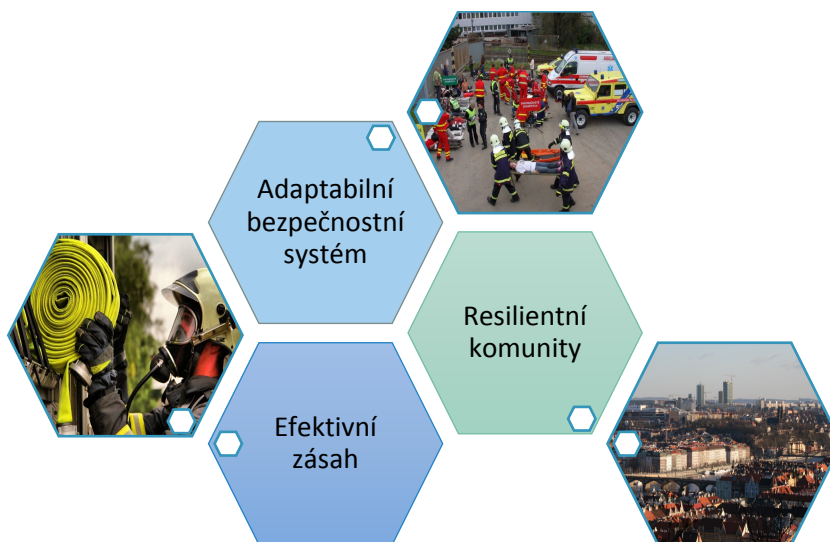 Adaptabilní
bezpečnostní
systém
Resilientní
komunity
Efektivní
zásah